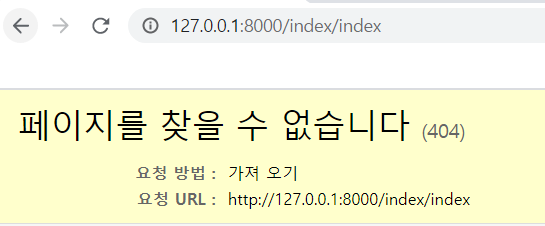 127.0.0.1:8000/index/index
페이지를 찾을 수 없습니다 (404)
요청 방법 : 가져 오기
요청 URL : http://127.0.0.1:8000/index/index